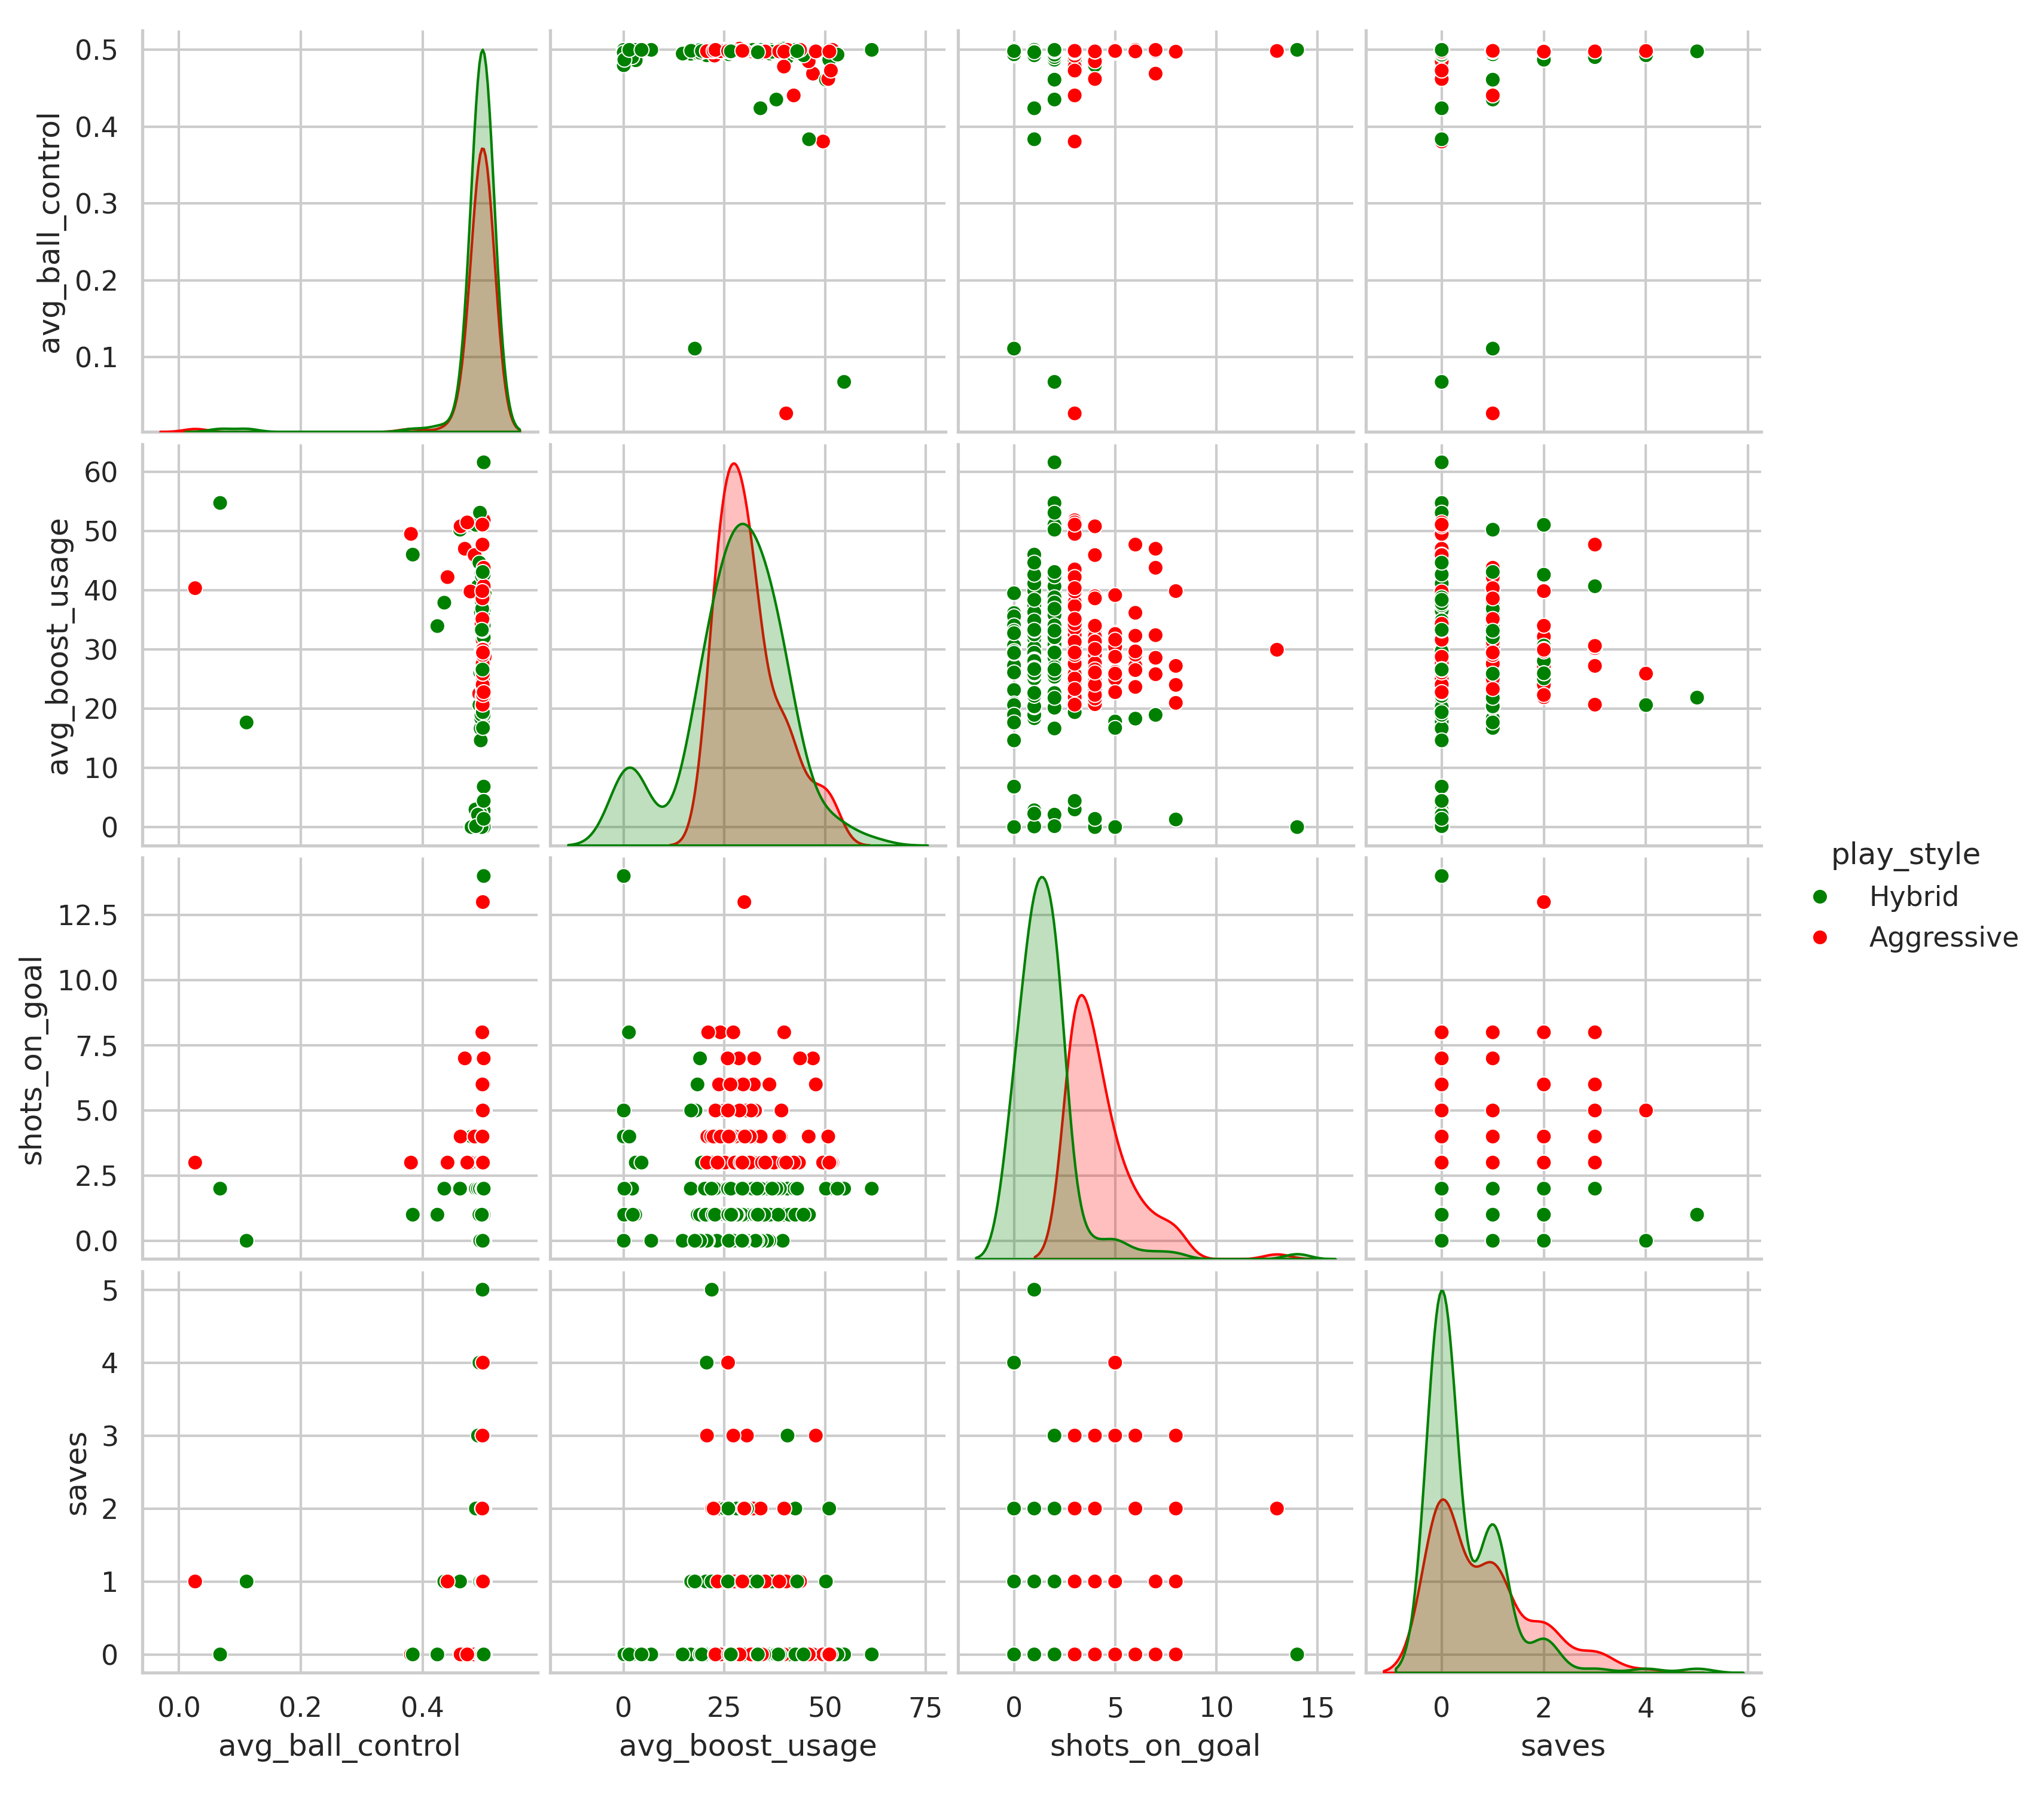 avg_ball_control
0.5
0.4
0.3
0.2
0.1
avg_boost_usage
60
50
40
30
20
10
0
shots_on_goal
12.5
10.0
7.5
5.0
2.5
0.0
saves
5
4
3
2
1
0
0.0 0.2 0.4
avg_ball_control
0 25 50 75
avg_boost_usage
0 5 10 15
shots_on_goal
0 2 4 6
saves
play_style
Hybrid
Aggressive